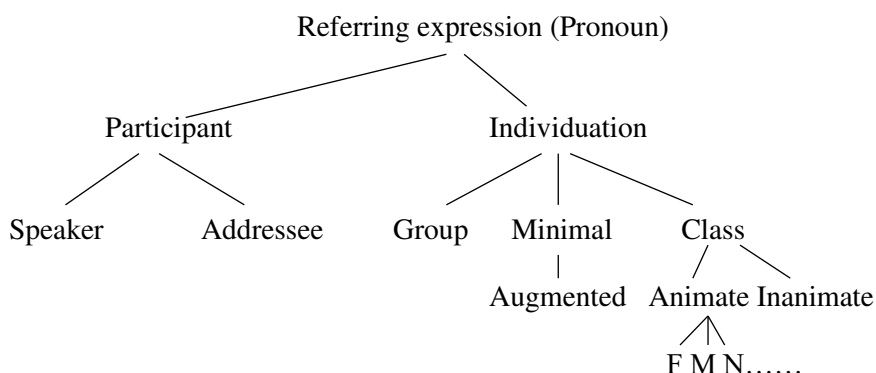 Referring expression (Pronoun)
Participant Individuation
Speaker Addressee Group Minimal Class
Augmented Animate Inanimate
F M N……